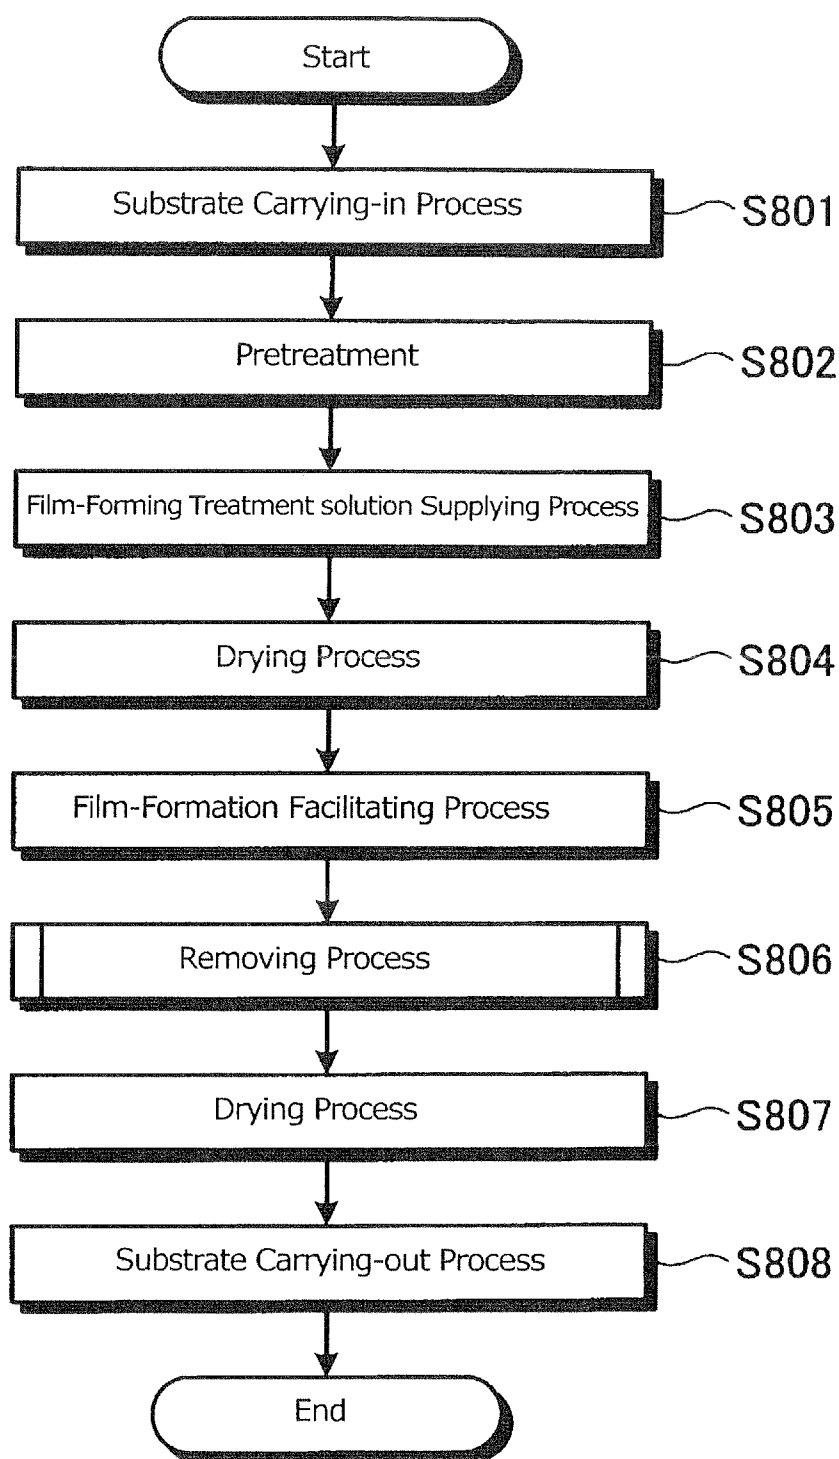 Start
Substrate Carrying-in Process
S801
Pretreatment
S802
Film-Forming Treatment solution Supplying Process
S803
Drying Process
S804
Film-Formation Facilitating Process
S805
Removing Process
S806
Drying Process
S807
Substrate Carrying-out Process
S808
End